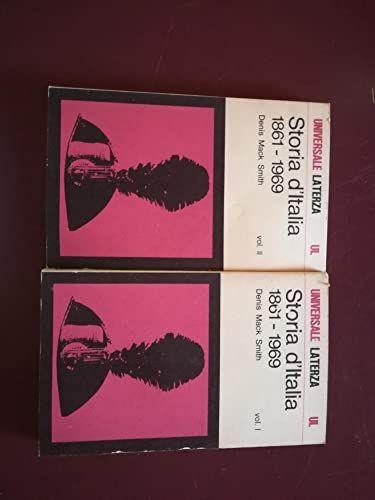 UNIVERSALE LATERZA UL
Storia d'Italia
1861 - 1969
Denis Mack Smith vol. II
UNIVERSALE LATERZA UL
Storia d'Italia
1861 - 1969
Denis Mack Smith vol. I